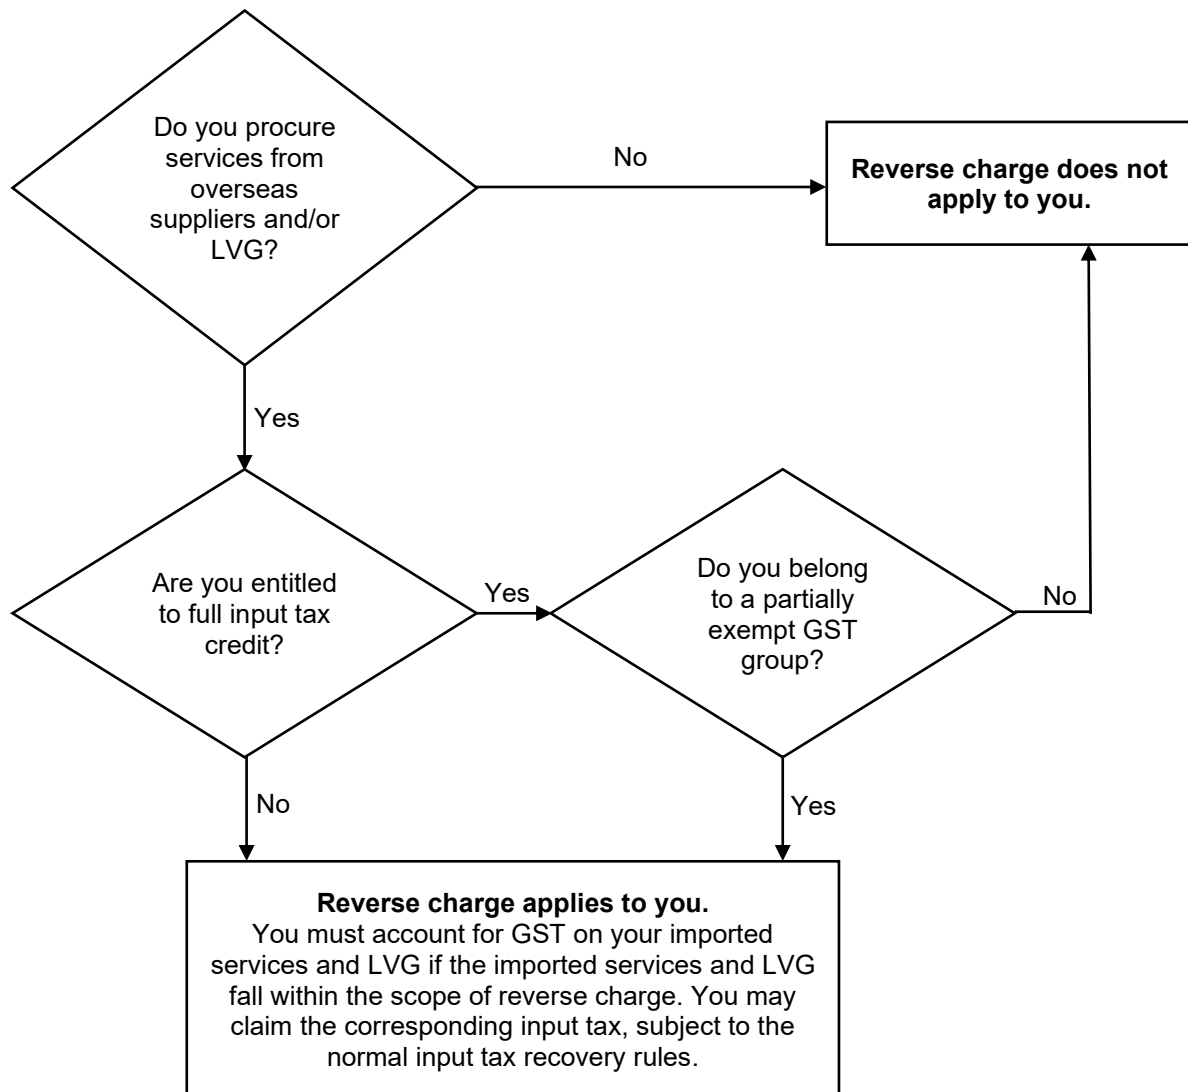 Do you procure
services from
overseas
suppliers and/or
LVG?
No
Reverse charge does not
apply to you.
Yes
Are you entitled
to full input tax
credit?
Yes
Do you belong
to a partially
exempt GST
group?
No
No
Yes
Reverse charge applies to you.
You must account for GST on your imported
services and LVG if the imported services and LVG
fall within the scope of reverse charge. You may
claim the corresponding input tax, subject to the
normal input tax recovery rules.